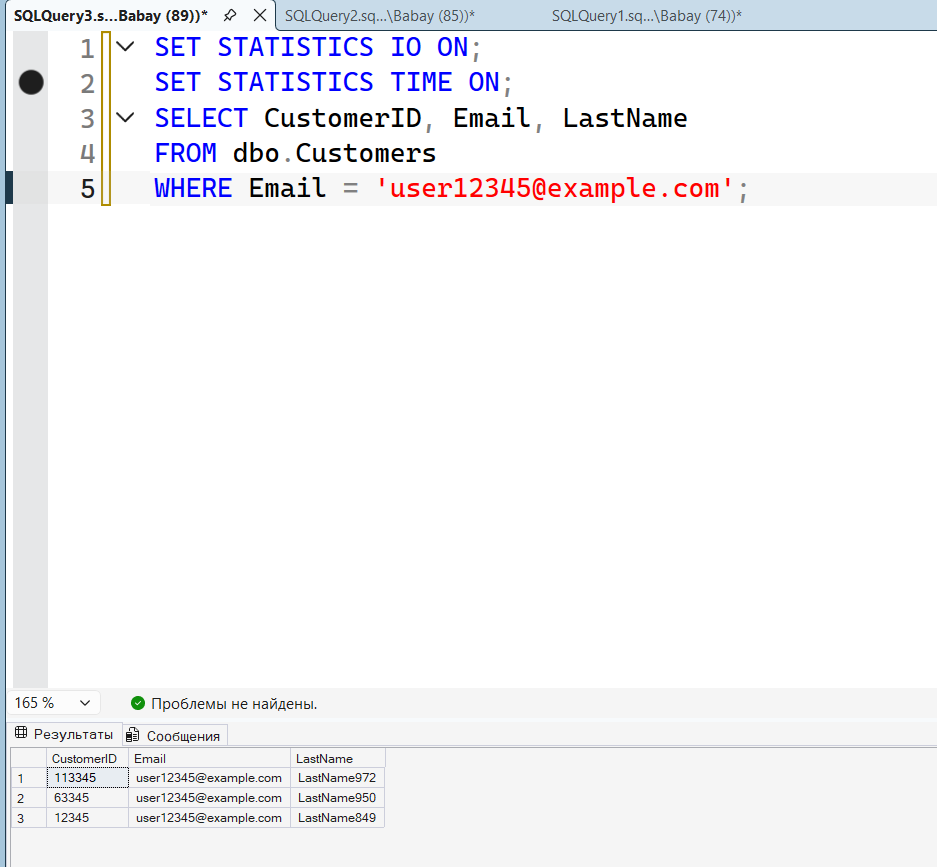 SQLQuery3.s...Babay (89))* SQLQuery2.sq...\Babay (85))* SQLQuery1.sq...\Babay (74))*
1 SET STATISTICS IO ON;
2 SET STATISTICS TIME ON;
3 SELECT CustomerID, Email, LastName
4 FROM dbo.Customers
5 WHERE Email = 'user12345@example.com';
165 % Проблемы не найдены.
Результаты Сообщения
CustomerID Email LastName
1 113345 user12345@example.com LastName972
2 63345 user12345@example.com LastName950
3 12345 user12345@example.com LastName849